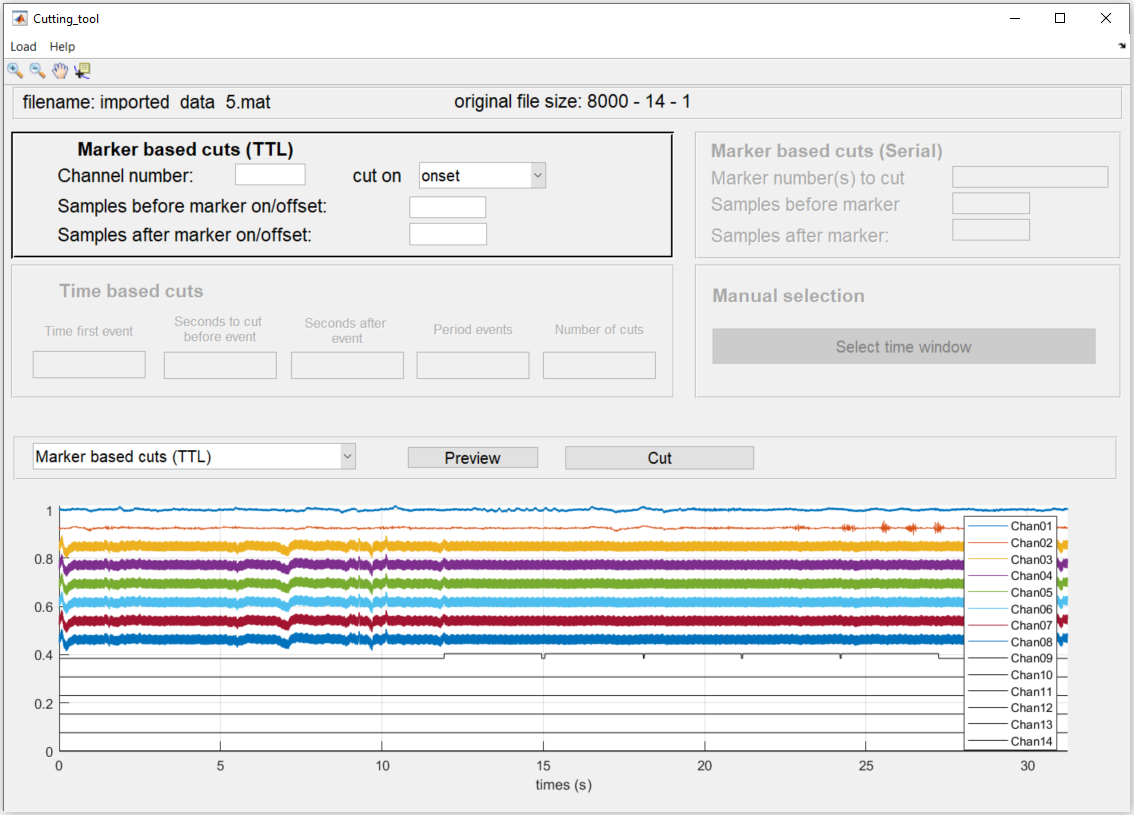 Cutting_tool
Load Help
filename: imported data 5.mat
original file size: 8000 - 14 - 1
Marker based cuts (TTL)
Channel number:
cut on
onset
Samples before marker on/offset:
Samples after marker on/offset:
Marker based cuts (Serial)
Marker number(s) to cut
Samples before marker
Samples after marker:
Time based cuts
Time first event
Seconds to cut
before event
Seconds after
event
Period events
Number of cuts
Manual selection
Select time window
Marker based cuts (TTL)
Preview
Cut
1
0.8
0.6
0.4
0.2
0
0 5 10 15 20 25 30
times (s)
Chan01
Chan02
Chan03
Chan04
Chan05
Chan06
Chan07
Chan08
Chan09
Chan10
Chan11
Chan12
Chan13
Chan14